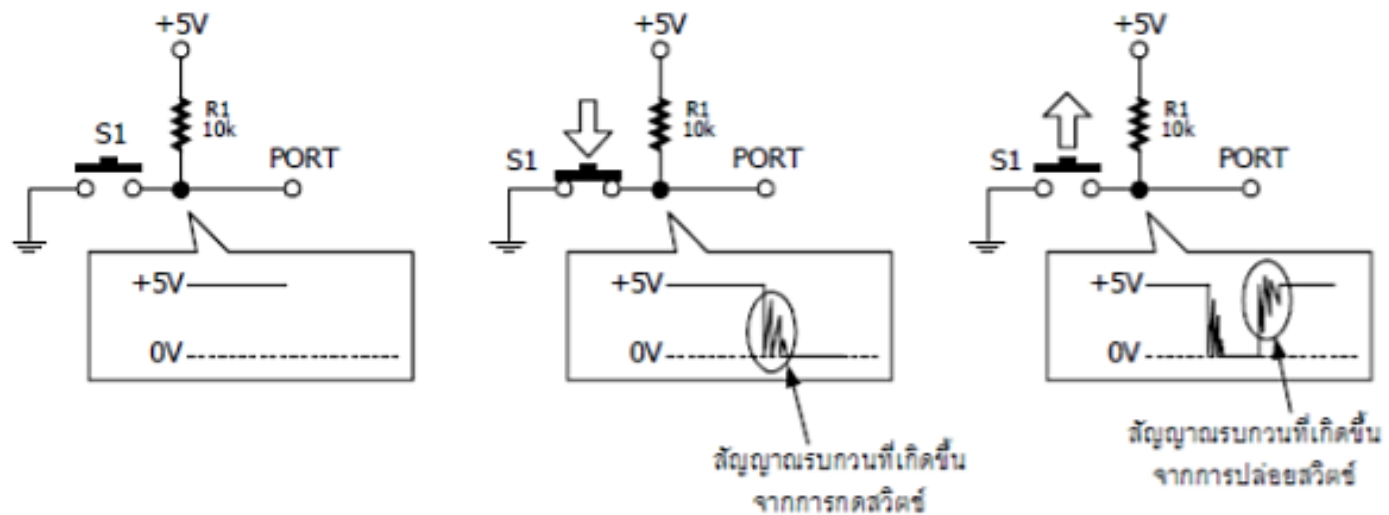 +5V
R1
10k
S1
PORT
+5V
0V
+5V
R1
10k
S1
PORT
+5V
0V
สัญญาณรบกวนที่เกิดขึ้น
จากการกดสวิตช์
+5V
R1
10k
S1
PORT
+5V
0V
สัญญาณรบกวนที่เกิดขึ้น
จากการปล่อยสวิตช์